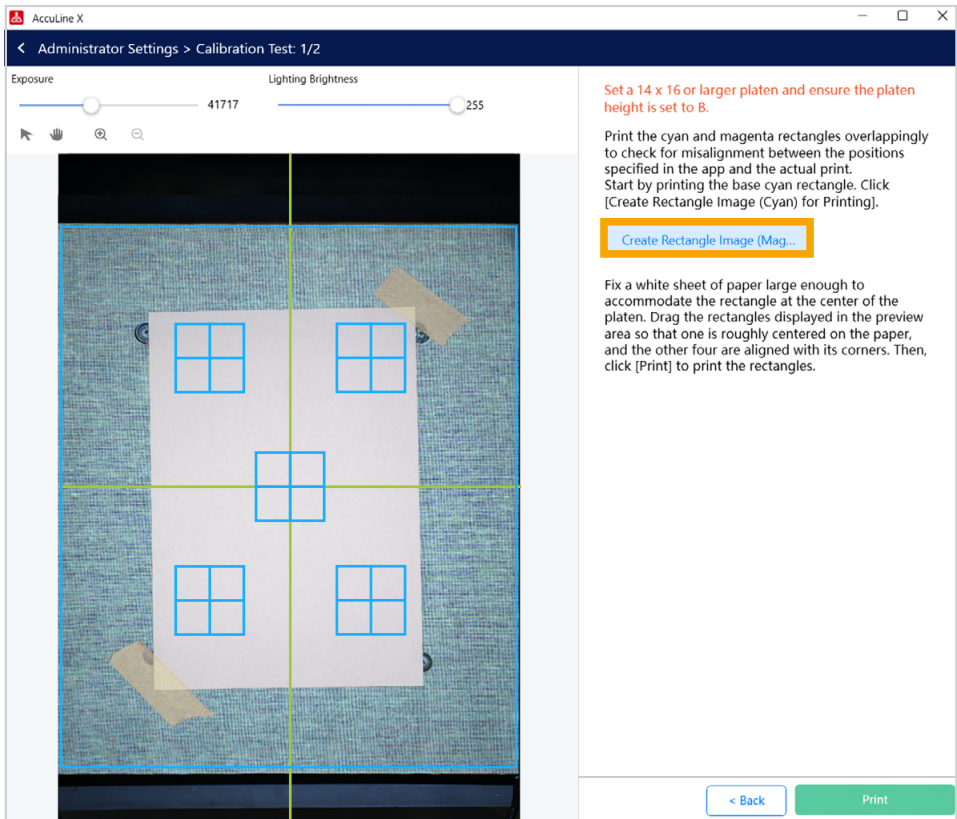 AccuLine X
Administrator Settings > Calibration Test: 1/2
Exposure
41717
Lighting Brightness
255
Set a 14 x 16 or larger platen and ensure the platen
height is set to B.
Print the cyan and magenta rectangles overlappingly
to check for misalignment between the positions
specified in the app and the actual print.
Start by printing the base cyan rectangle. Click
[Create Rectangle Image (Cyan) for Printing].
Create Rectangle Image (Mag...
Fix a white sheet of paper large enough to
accommodate the rectangle at the center of the
platen. Drag the rectangles displayed in the preview
area so that one is roughly centered on the paper,
and the other four are aligned with its corners. Then,
click [Print] to print the rectangles.
< Back
Print